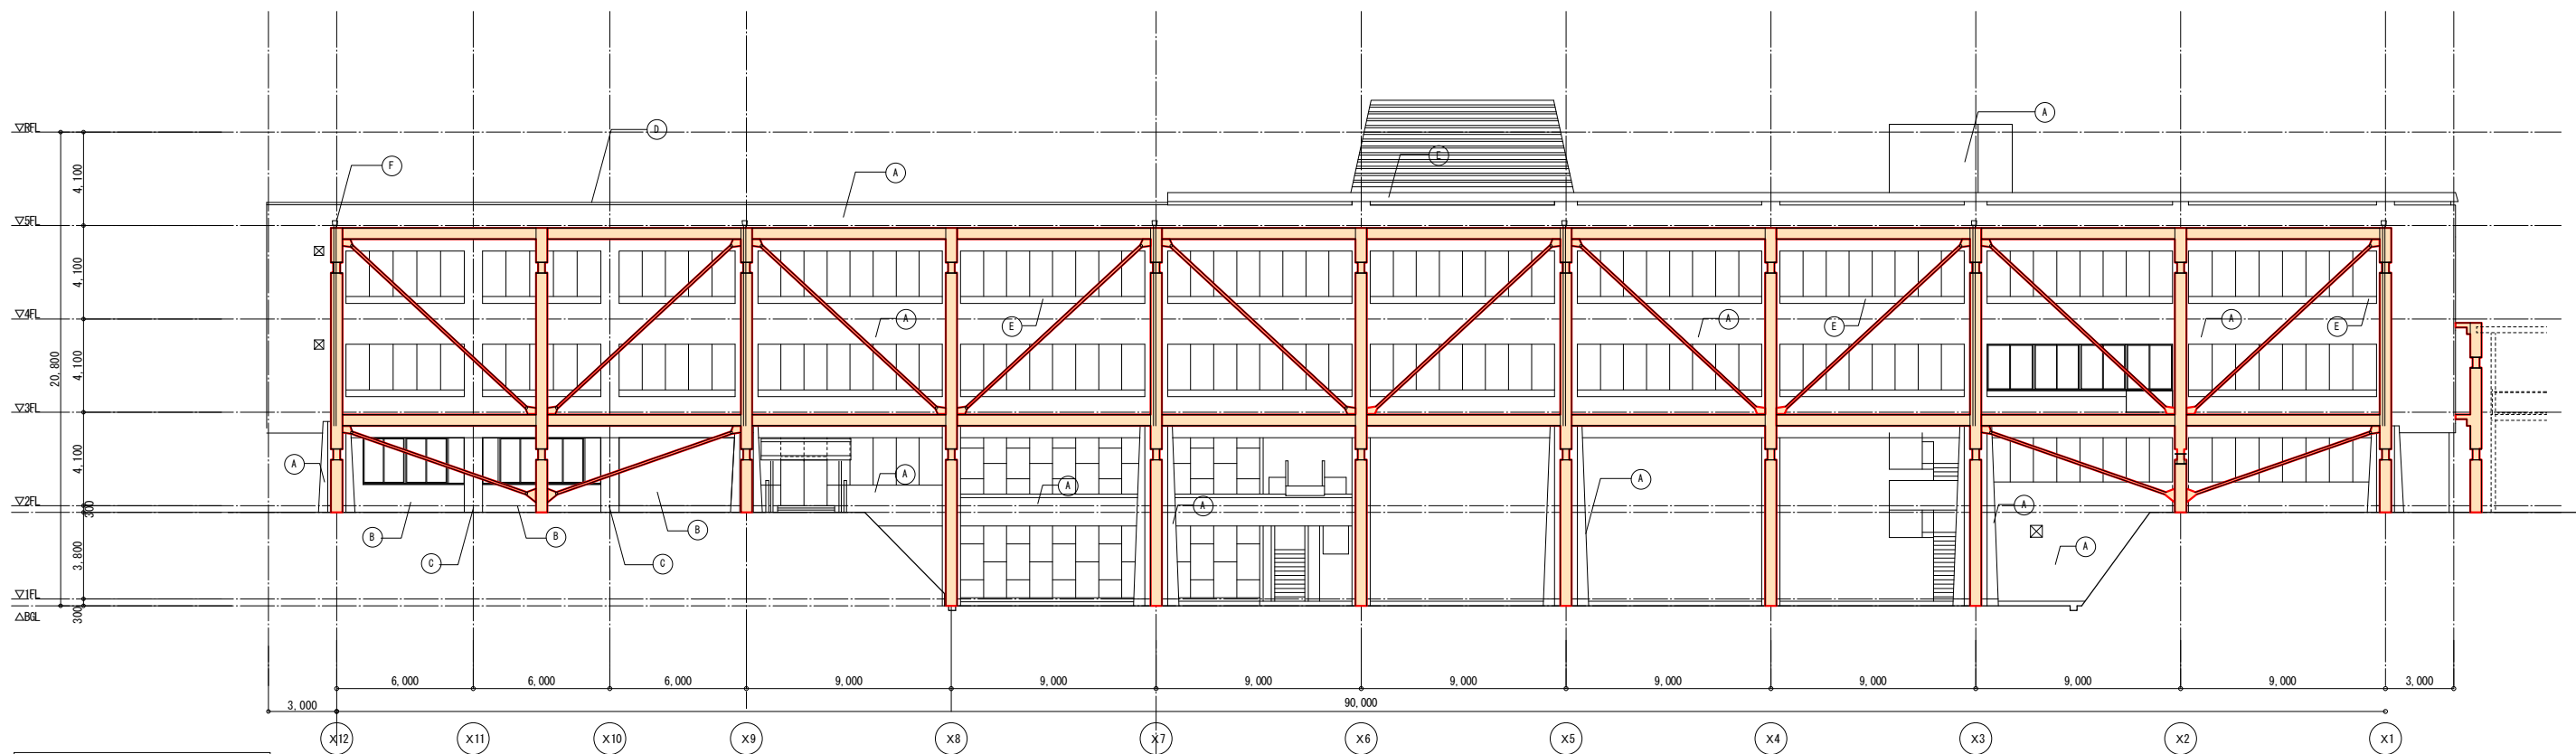 A
▽RFL
D
E
F
A
4,100
▽5FL
4,100
▽4FL
A
E
A
E
A
E
20,800
4,100
▽3FL
4,100
A
A
A
A
A
▽2FL
300
A
A
B
B
B
A
C
C
3,800
▽1FL
300
△BGL
6,000
6,000
6,000
9,000
9,000
9,000
9,000
9,000
9,000
9,000
9,000
3,000
3,000
90,000
X12
X11
X10
X9
X8
X7
X6
X5
X4
X3
X2
X1